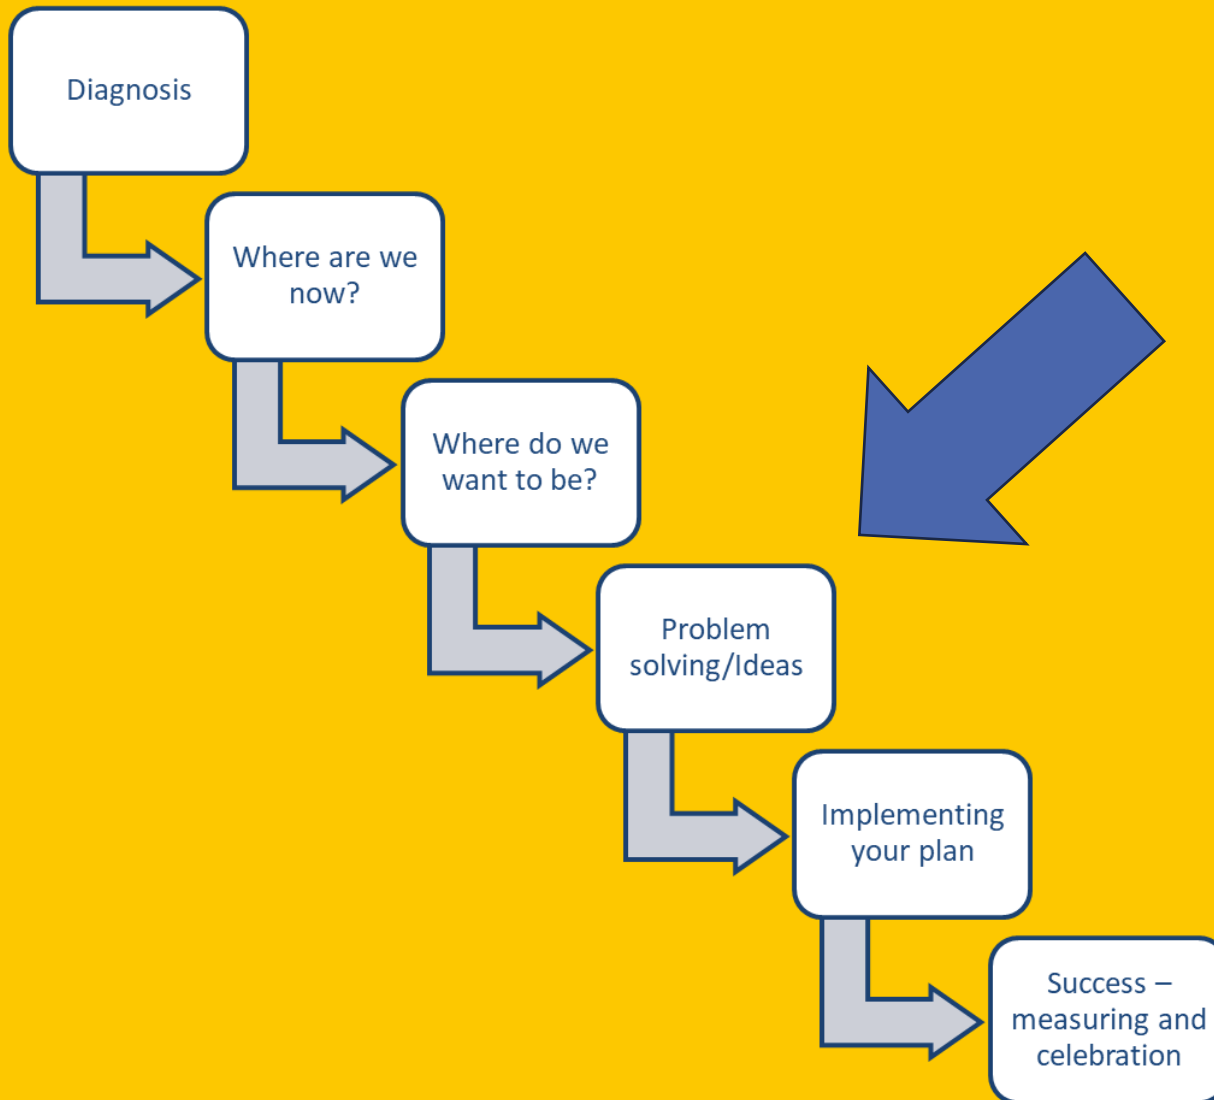 Diagnosis
Where are we
now?
Where do we
want to be?
Problem
solving/Ideas
Implementing
your plan
Success –
measuring and
celebration